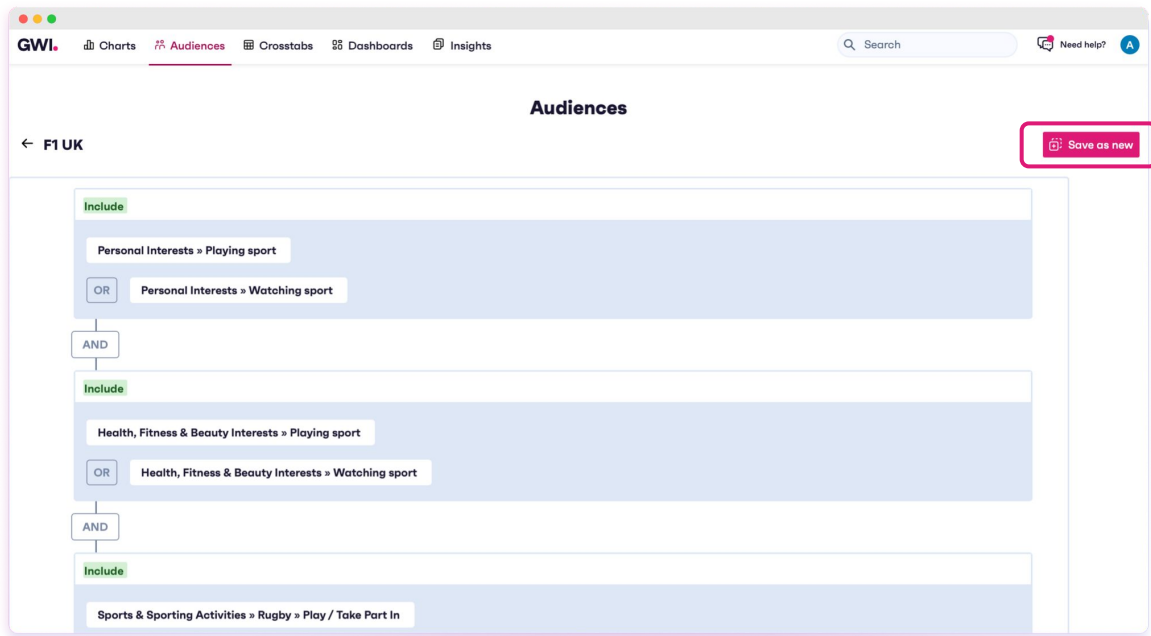 GWI. Charts Audiences Crosstabs Dashboards Insights Search Need help? A
Audiences
F1 UK Save as new
Include
Personal Interests » Playing sport
OR Personal Interests » Watching sport
AND
Include
Health, Fitness & Beauty Interests » Playing sport
OR Health, Fitness & Beauty Interests » Watching sport
AND
Include
Sports & Sporting Activities » Rugby » Play / Take Part In